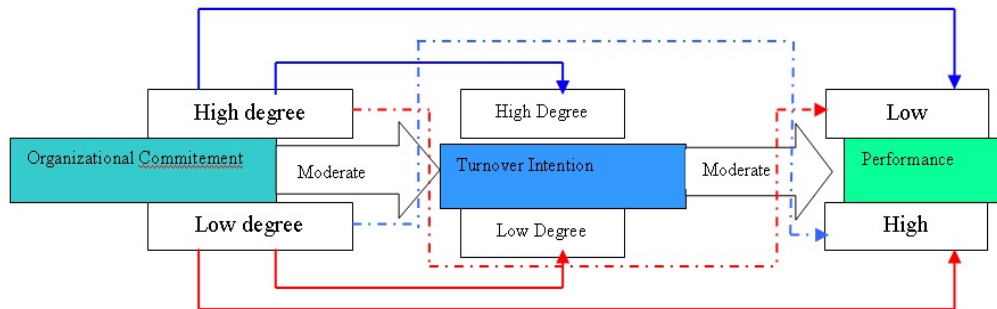 High degree
High Degree
Low
Organizational Commitement
Moderate
Turnover Intention
Moderate
Performance
Low degree
Low Degree
High